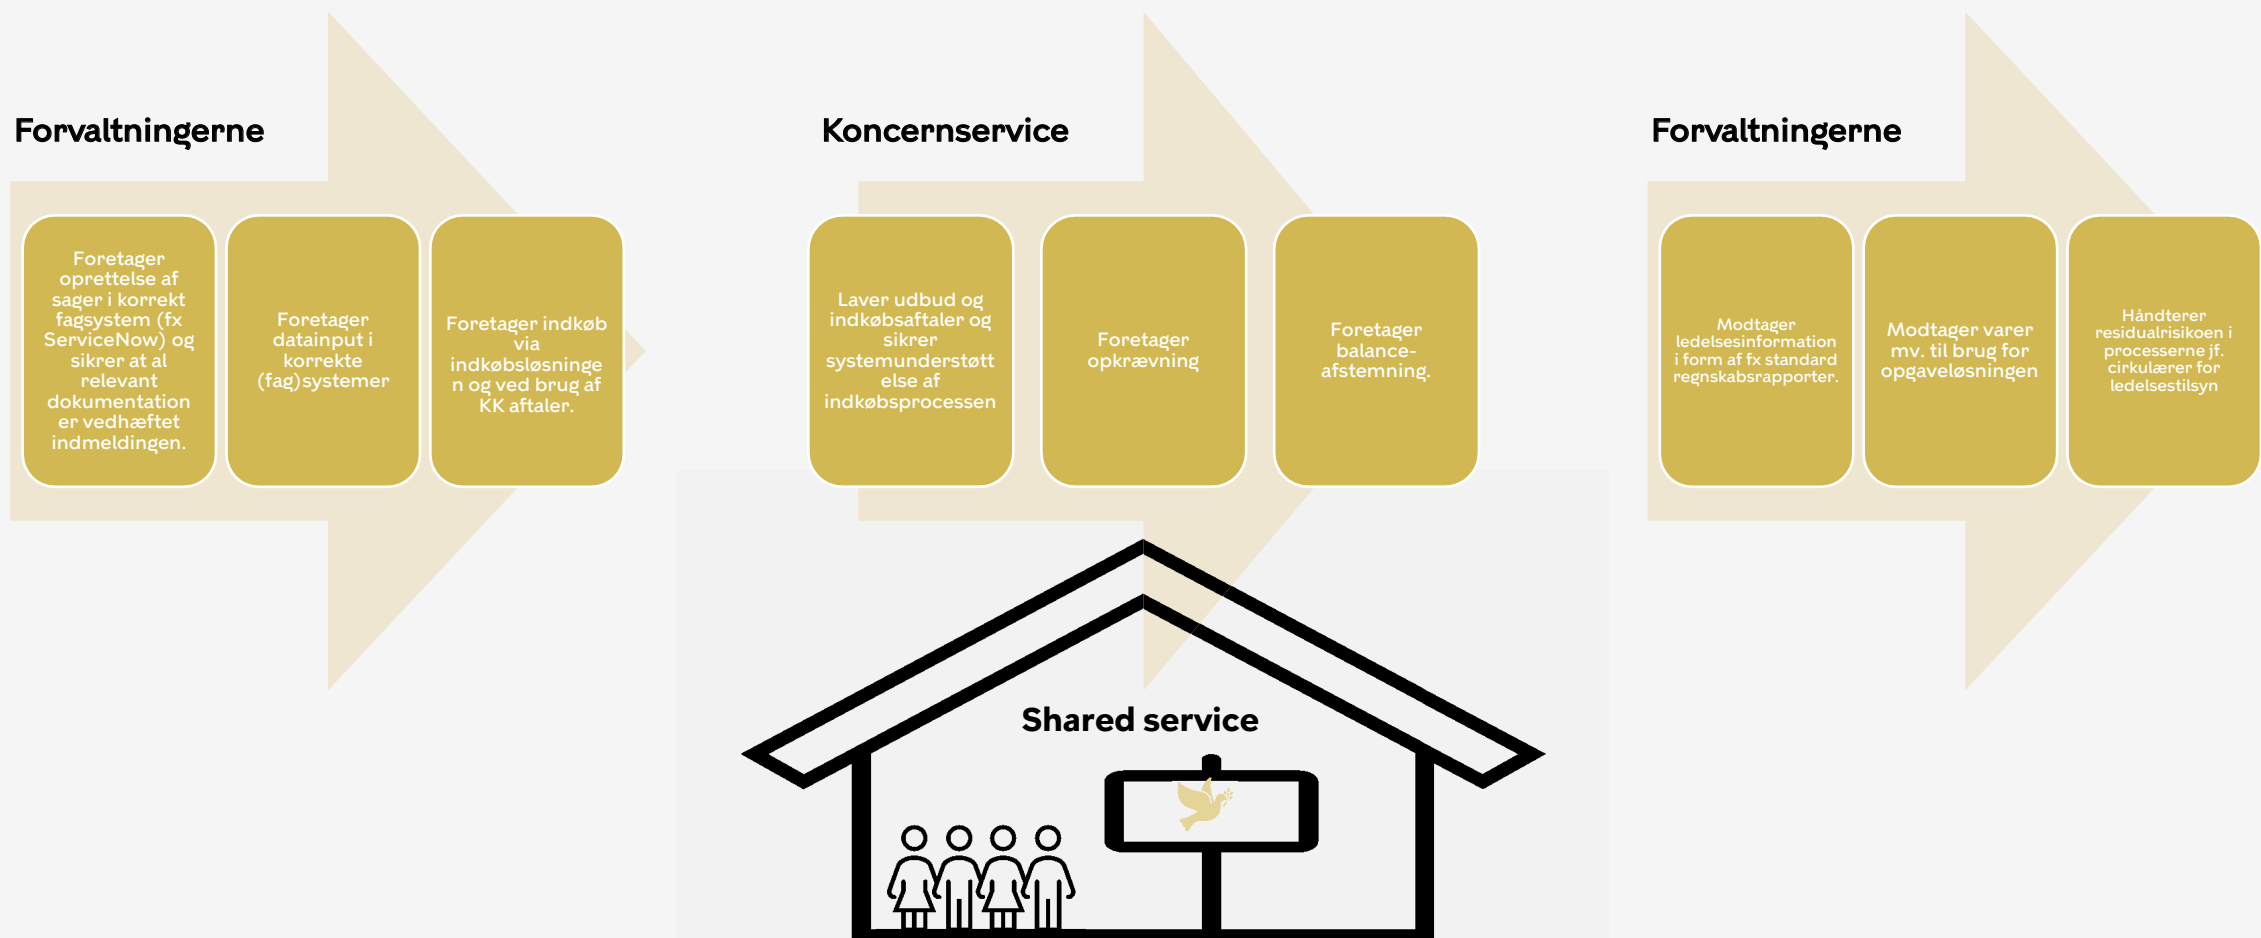 Forvaltningerne
Foretager
oprettelse af
sager i korrekt
fagsystem (fx
ServiceNow) og
sikrer at al
relevant
dokumentation
er vedhæftet
indmeldingen.
Foretager
datainput i
korrekte
(fag)systemer
Foretager indkøb
via
indkøbsløsninge
n og ved brug af
KK aftaler.
Koncernservice
Laver udbud og
indkøbsaftaler og
sikrer
systemunderstøtt
else af
indkøbsprocessen
Foretager
opkrævning
Foretager
balance-
afstemning.
Forvaltningerne
Modtager
ledelsesinformation
i form af fx standard
regnskabsrapporter.
Modtager varer
mv. til brug for
opgaveløsningen
Håndterer
residualrisikoen i
processerne jf.
cirkulærer for
ledelsestilsyn
Shared service